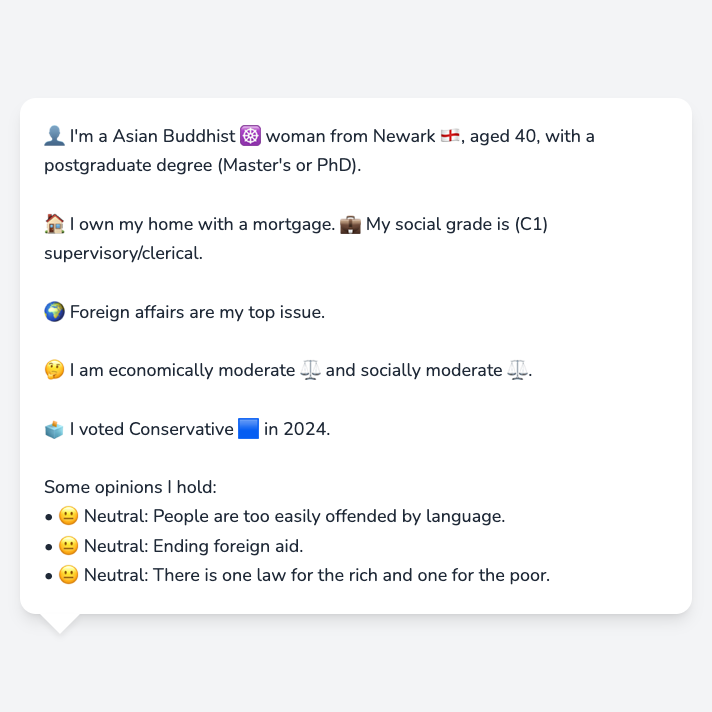 👤 I'm a Asian Buddhist ☸️ woman from Newark 🏴󠁧󠁢󠁥󠁮󠁧󠁿, aged 40, with a
postgraduate degree (Master's or PhD).
🏠 I own my home with a mortgage. 💼 My social grade is (C1)
supervisory/clerical.
🌍 Foreign affairs are my top issue.
🤔 I am economically moderate ⚖️ and socially moderate ⚖️.
🗳️ I voted Conservative 🟦 in 2024.
Some opinions I hold:
• 😐 Neutral: People are too easily offended by language.
• 😐 Neutral: Ending foreign aid.
• 😐 Neutral: There is one law for the rich and one for the poor.